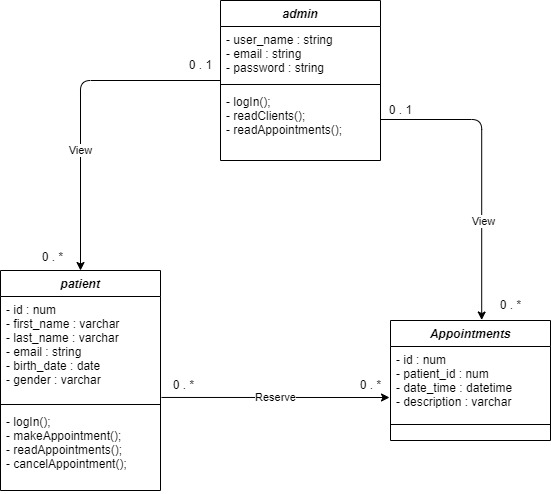 admin
- user_name : string
- email : string
- password : string
- logIn();
- readClients();
- readAppointments();
0 . 1
0 . 1
View
View
0 . *
0 . *
patient
- id : num
- first_name : varchar
- last_name : varchar
- email : string
- birth_date : date
- gender : varchar
- logIn();
- makeAppointment();
- readAppointments();
- cancelAppointment();
0 . *
Reserve
0 . *
Appointments
- id : num
- patient_id : num
- date_time : datetime
- description : varchar